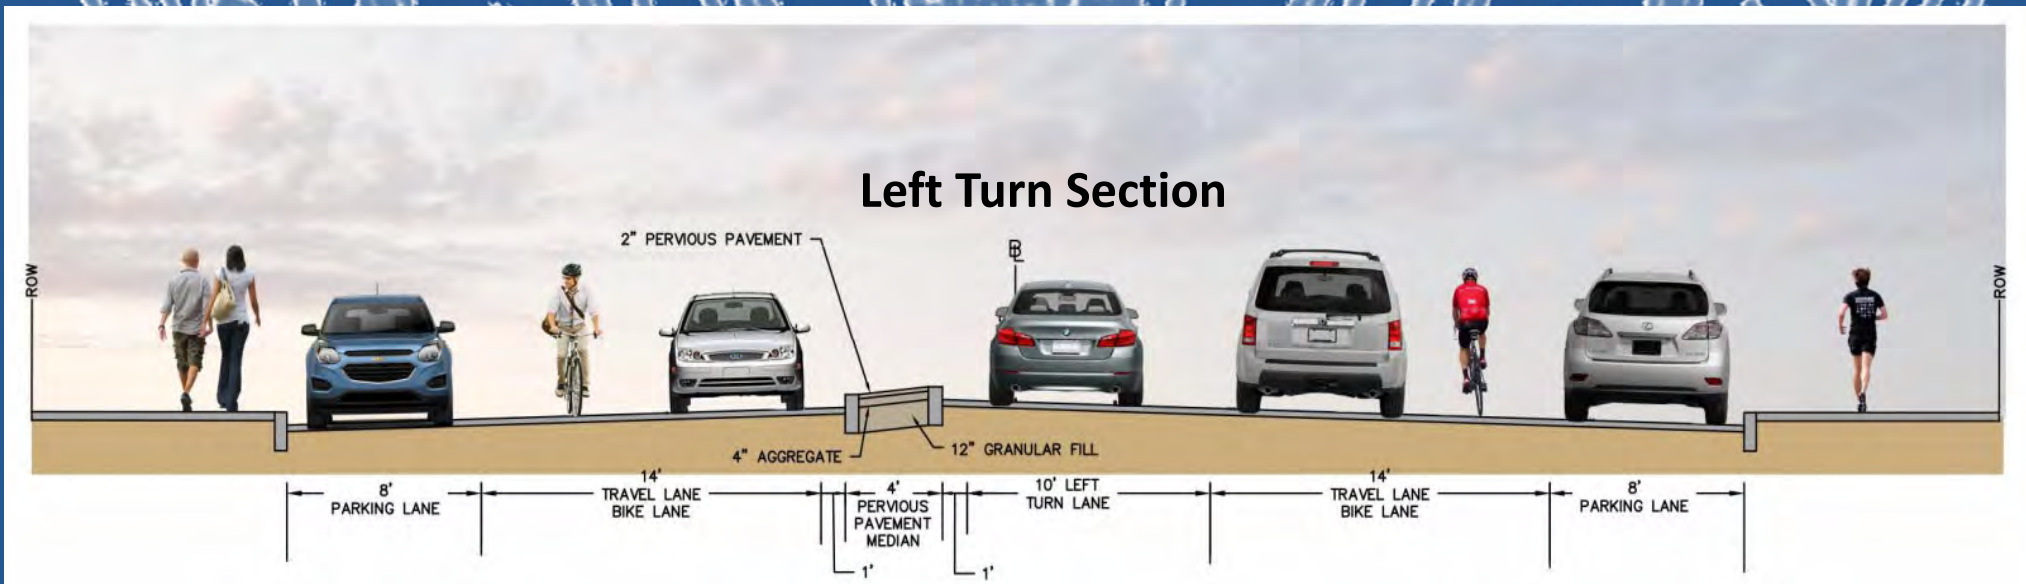 Left Turn Section
2" PERVIOUS PAVEMENT
BL
ROW
ROW
4" AGGREGATE
12" GRANULAR FILL
8'
PARKING LANE
14'
TRAVEL LANE
BIKE LANE
4'
PERVIOUS
PAVEMENT
MEDIAN
10' LEFT
TURN LANE
14'
TRAVEL LANE
BIKE LANE
8'
PARKING LANE
1'
1'